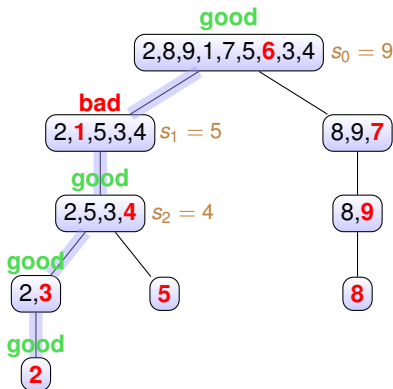 good
2,8,9,1,7,5,6,3,4 s₀ = 9
bad
2,1,5,3,4 s₁ = 5 8,9,7
good
2,5,3,4 s₂ = 4 8,9
good
2,3 5 8
good
2